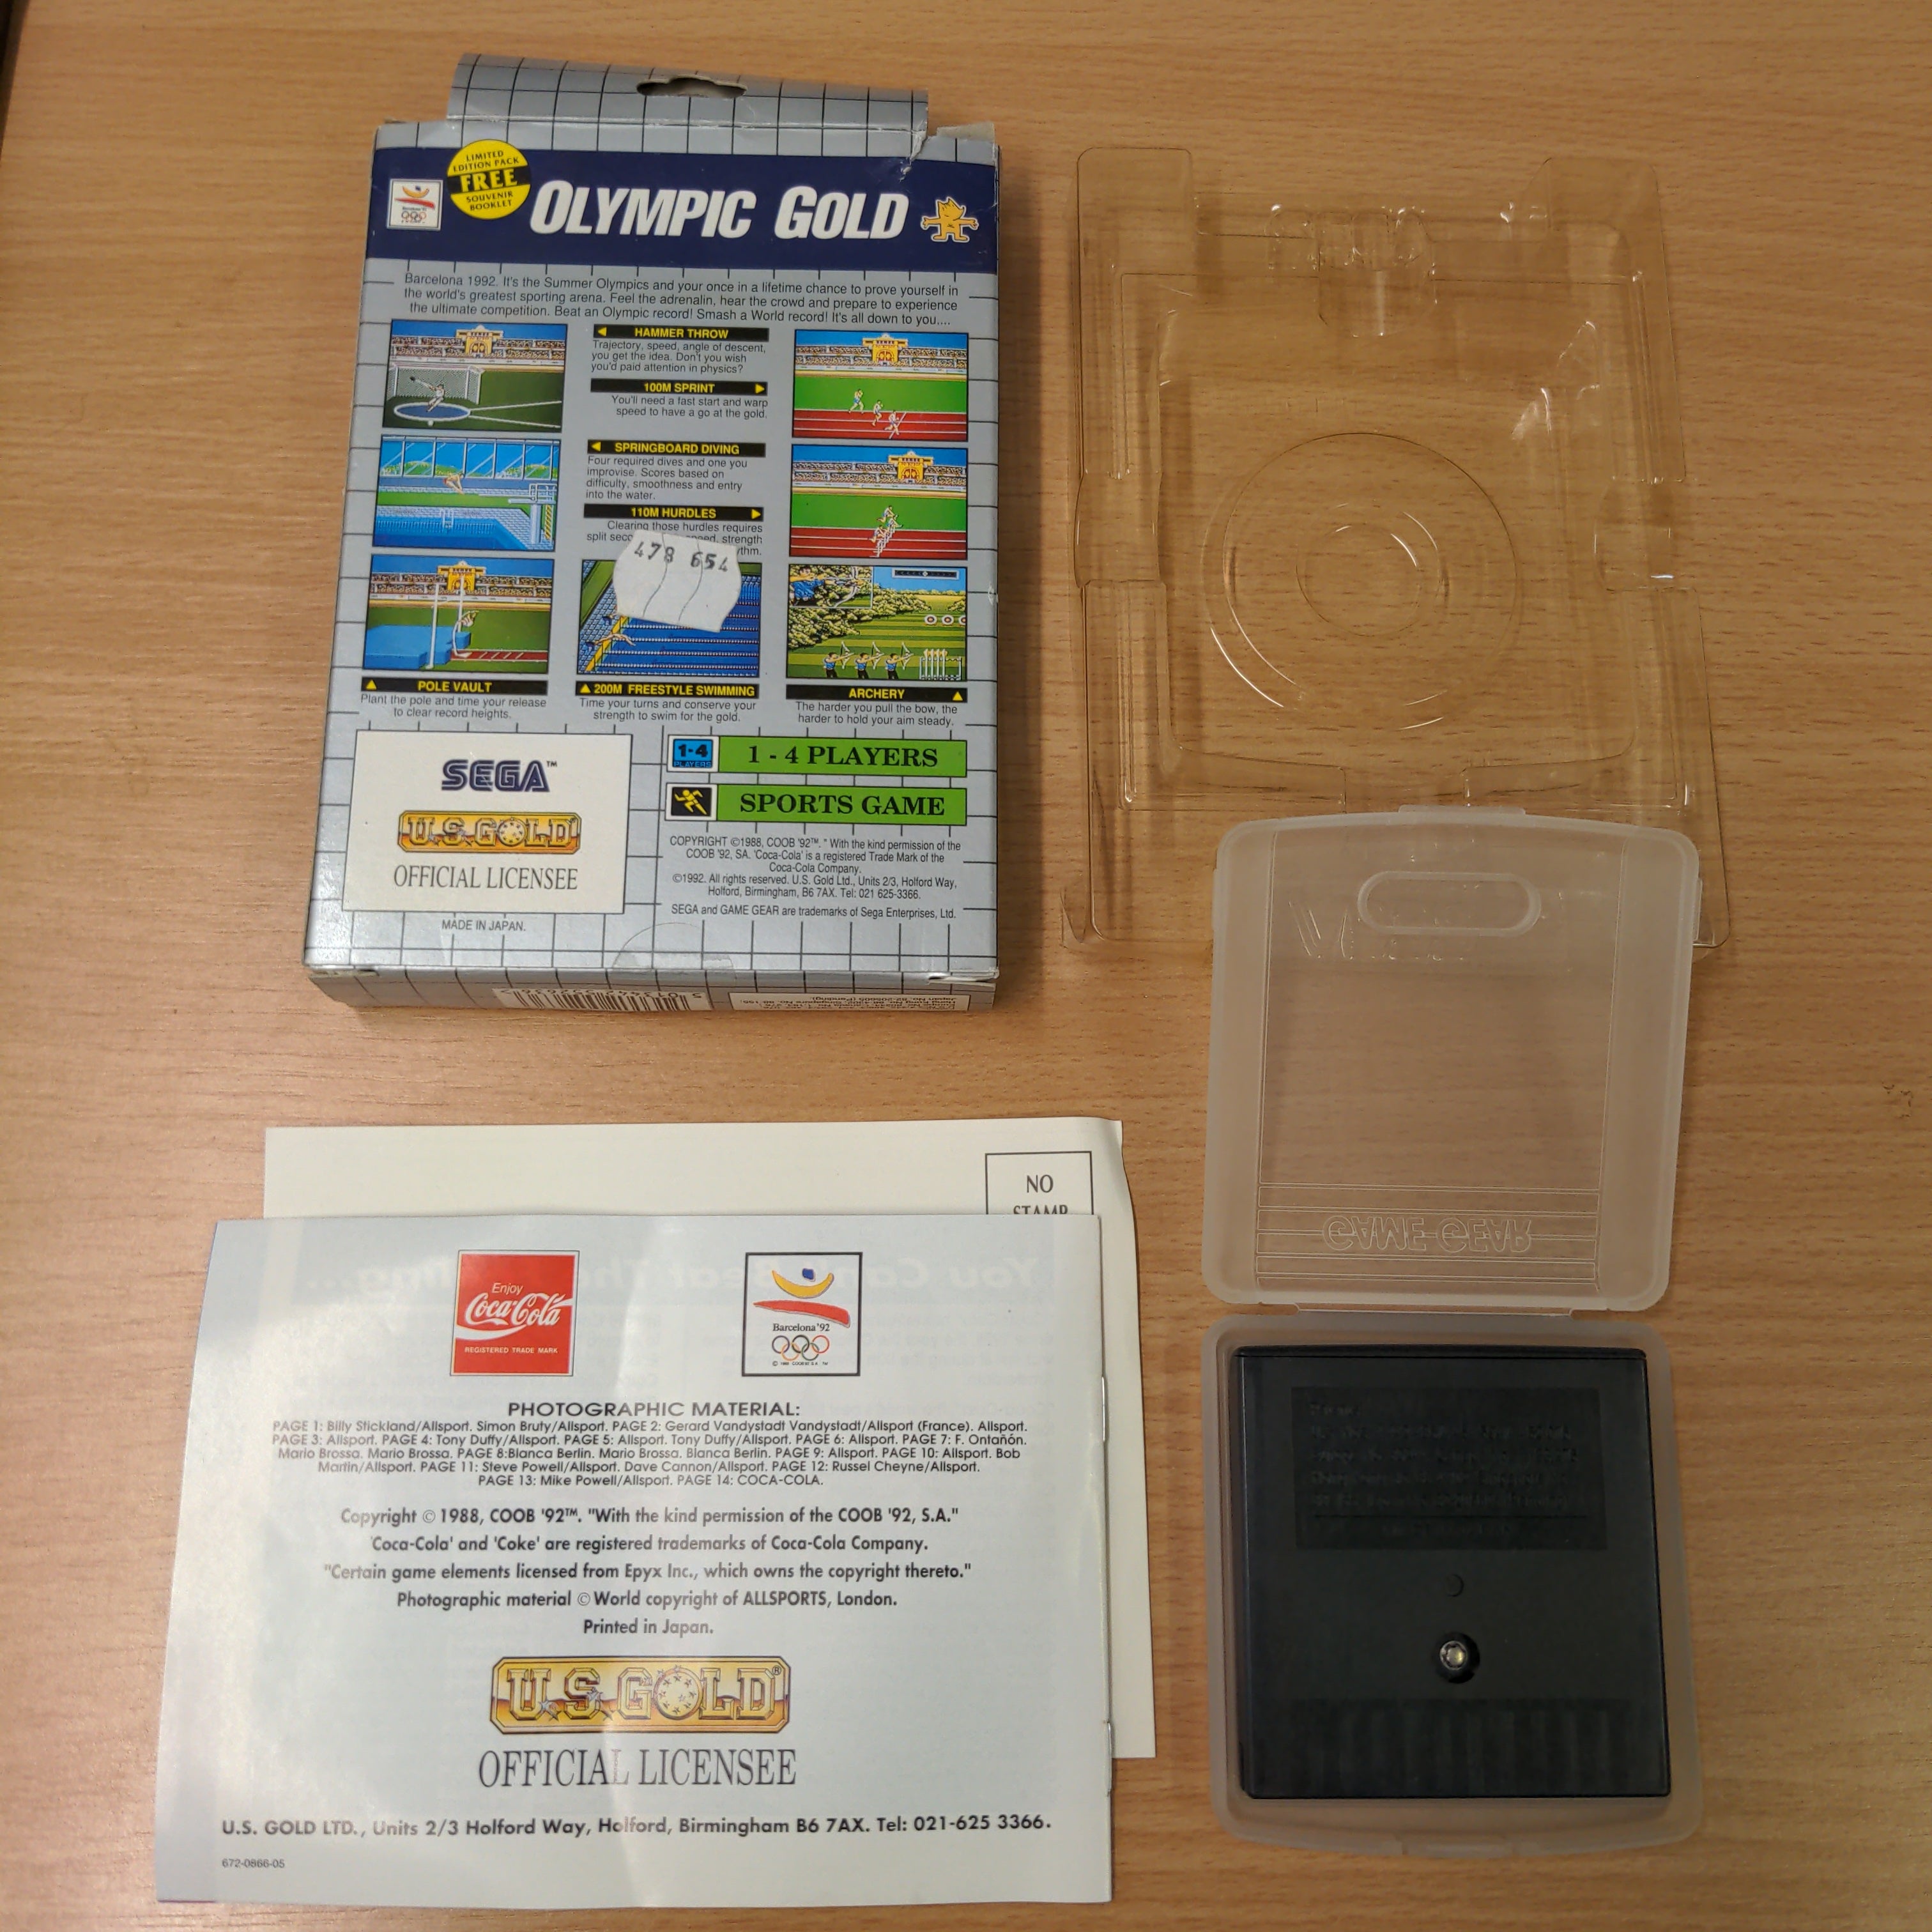 LIMITED
EDITION PACK
FREE
SOUVENIR
BOOKLET
OLYMPIC GOLD
Barcelona 1992. It's the Summer Olympics and your once in a lifetime chance to prove yourself in
the world's greatest sporting arena. Feel the adrenalin, hear the crowd and prepare to experience
the ultimate competition. Beat an Olympic record! Smash a World record! It's all down to you....
HAMMER THROW
Trajectory, speed, angle of descent,
you get the idea. Don't you wish
you'd paid attention in physics?
100M SPRINT
You'll need a fast start and warp
speed to have a go at the gold.
SPRINGBOARD DIVING
Four required dives and one you
improvise. Scores based on
difficulty, smoothness and entry
into the water.
110M HURDLES
Clearing those hurdles requires
split strength
478 654
POLE VAULT
Plant the pole and time your release
to clear record heights.
200M FREESTYLE SWIMMING
Time your turns and conserve your
strength to swim for the gold.
ARCHERY
The harder you pull the bow, the
harder to hold your aim steady.
SEGA™
U.S. GOLD
OFFICIAL LICENSEE
MADE IN JAPAN.
1-4
PLAYERS
1 - 4 PLAYERS
SPORTS GAME
COPYRIGHT ©1988, COOB '92™. " With the kind permission of the
COOB '92, SA. 'Coca-Cola' is a registered Trade Mark of the
Coca-Cola Company.
©1992. All rights reserved. U.S. Gold Ltd., Units 2/3, Holford Way,
Holford, Birmingham, B6 7AX. Tel: 021 625-3366.
SEGA and GAME GEAR are trademarks of Sega Enterprises, Ltd.
GAME GEAR
NO
STAMP
Enjoy
Coca-Cola
REGISTERED TRADE MARK
Barcelona '92
PHOTOGRAPHIC MATERIAL:
PAGE 1: Billy Stickland/Allsport. Simon Bruty/Allsport. PAGE 2: Gerard Vandystadt Vandystadt/Allsport (France). Allsport.
PAGE 3: Allsport. PAGE 4: Tony Duffy/Allsport. PAGE 5: Allsport. Tony Duffy/Allsport. PAGE 6: Allsport. PAGE 7: F. Ontañón.
Mario Brossa. Mario Brossa. PAGE 8:Blanca Berlin. Mario Brossa. Blanca Berlin. PAGE 9: Allsport. PAGE 10: Allsport. Bob
Martin/Allsport. PAGE 11: Steve Powell/Allsport. Dave Cannon/Allsport. PAGE 12: Russel Cheyne/Allsport.
PAGE 13: Mike Powell/Allsport. PAGE 14: COCA-COLA.
Copyright © 1988, COOB '92™. "With the kind permission of the COOB '92, S.A."
'Coca-Cola' and 'Coke' are registered trademarks of Coca-Cola Company.
"Certain game elements licensed from Epyx Inc., which owns the copyright thereto."
Photographic material © World copyright of ALLSPORTS, London.
Printed in Japan.
U.S. GOLD®
OFFICIAL LICENSEE
U.S. GOLD LTD., Units 2/3 Holford Way, Holford, Birmingham B6 7AX. Tel: 021-625 3366.
672-0866-05